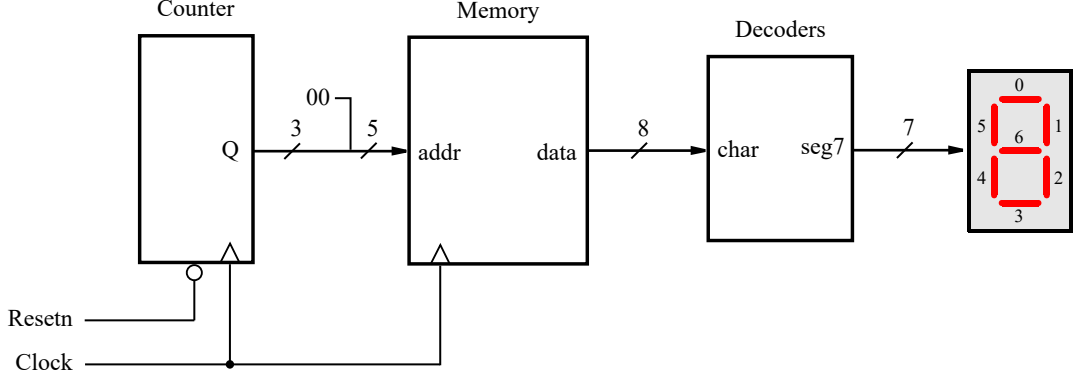 Counter
Memory
Decoders
00
3
5
8
7
Q
addr
data
char
seg7
0
5
1
6
4
2
3
Resetn
Clock